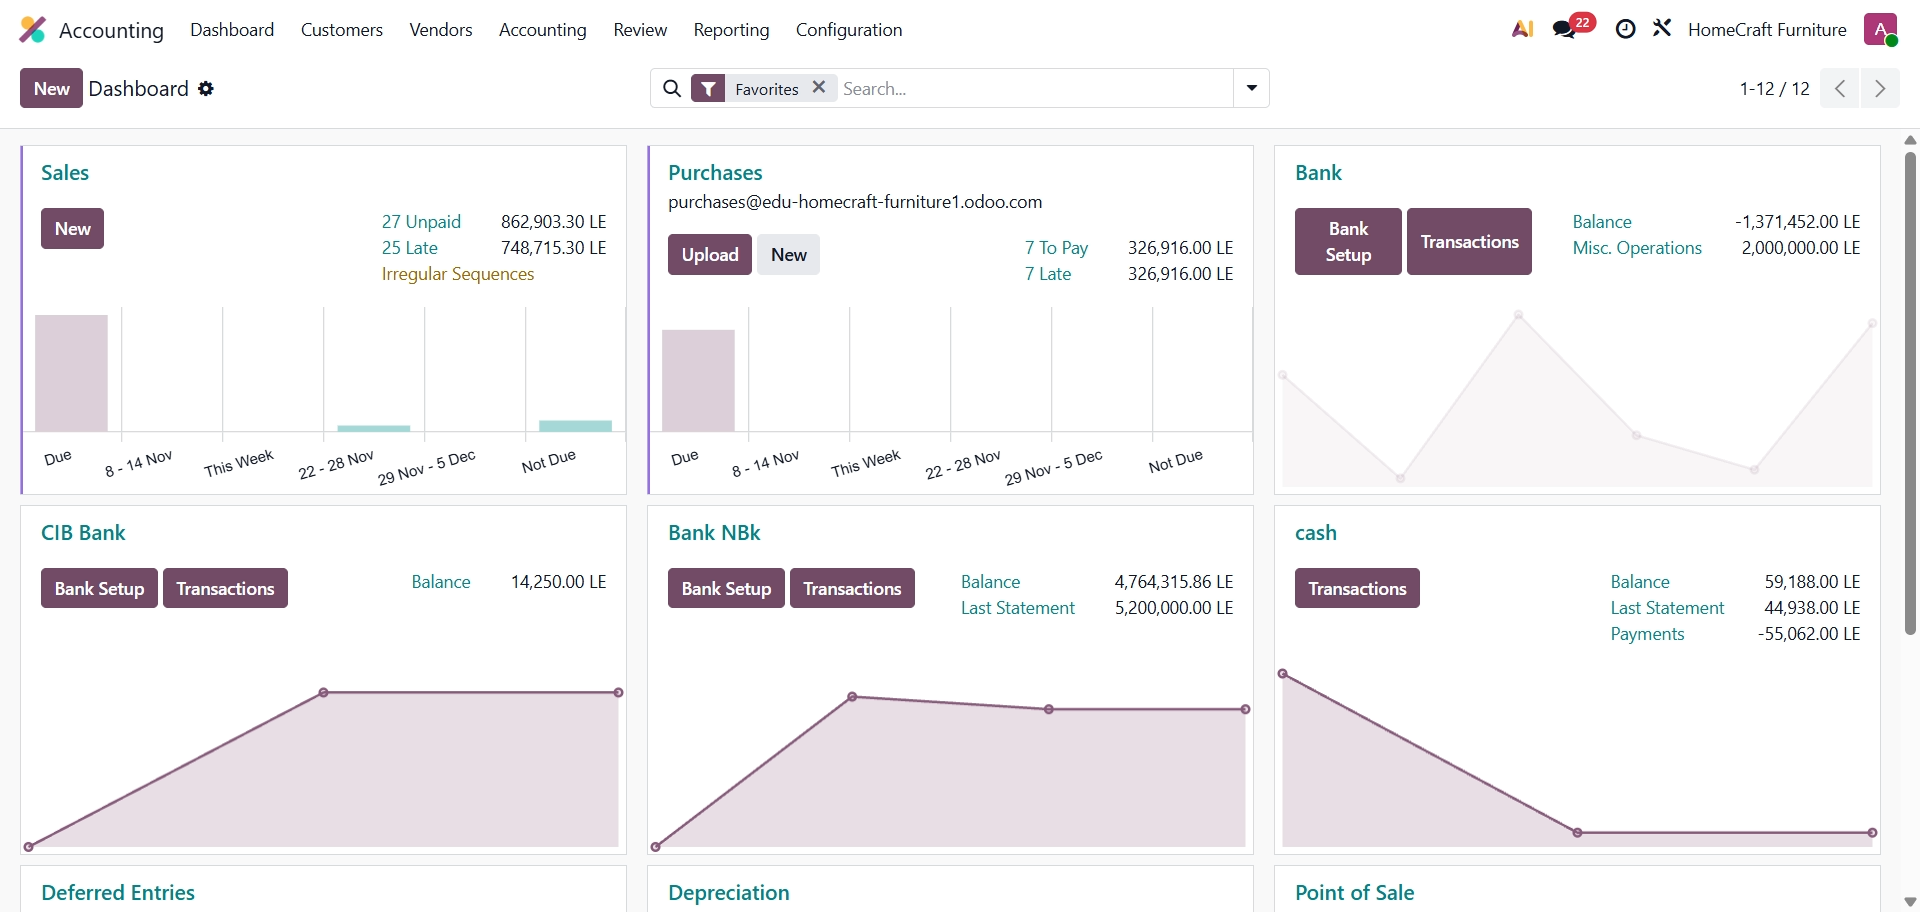 Accounting Dashboard Customers Vendors Accounting Review Reporting Configuration AI 22 HomeCraft Furniture A
New Dashboard Favorites Search... 1-12 / 12
Sales
New
27 Unpaid 862,903.30 LE
25 Late 748,715.30 LE
Irregular Sequences
Due 8 - 14 Nov This Week 22 - 28 Nov 29 Nov - 5 Dec Not Due
Purchases
purchases@edu-homecraft-furniture1.odoo.com
Upload New
7 To Pay 326,916.00 LE
7 Late 326,916.00 LE
Due 8 - 14 Nov This Week 22 - 28 Nov 29 Nov - 5 Dec Not Due
Bank
Bank Setup
Transactions
Balance -1,371,452.00 LE
Misc. Operations 2,000,000.00 LE
CIB Bank
Bank Setup Transactions
Balance 14,250.00 LE
Bank NBk
Bank Setup Transactions
Balance 4,764,315.86 LE
Last Statement 5,200,000.00 LE
cash
Transactions
Balance 59,188.00 LE
Last Statement 44,938.00 LE
Payments -55,062.00 LE
Deferred Entries
Depreciation
Point of Sale